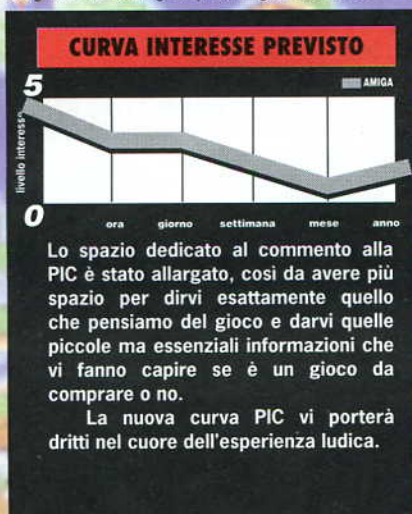 CURVA INTERESSE PREVISTO
5
AMIGA
livello interesse
0
ora giorno settimana mese anno
Lo spazio dedicato al commento alla
PIC è stato allargato, così da avere più
spazio per dirvi esattamente quello
che pensiamo del gioco e darvi quelle
piccole ma essenziali informazioni che
vi fanno capire se è un gioco da
comprare o no.
La nuova curva PIC vi porterà
dritti nel cuore dell'esperienza ludica.